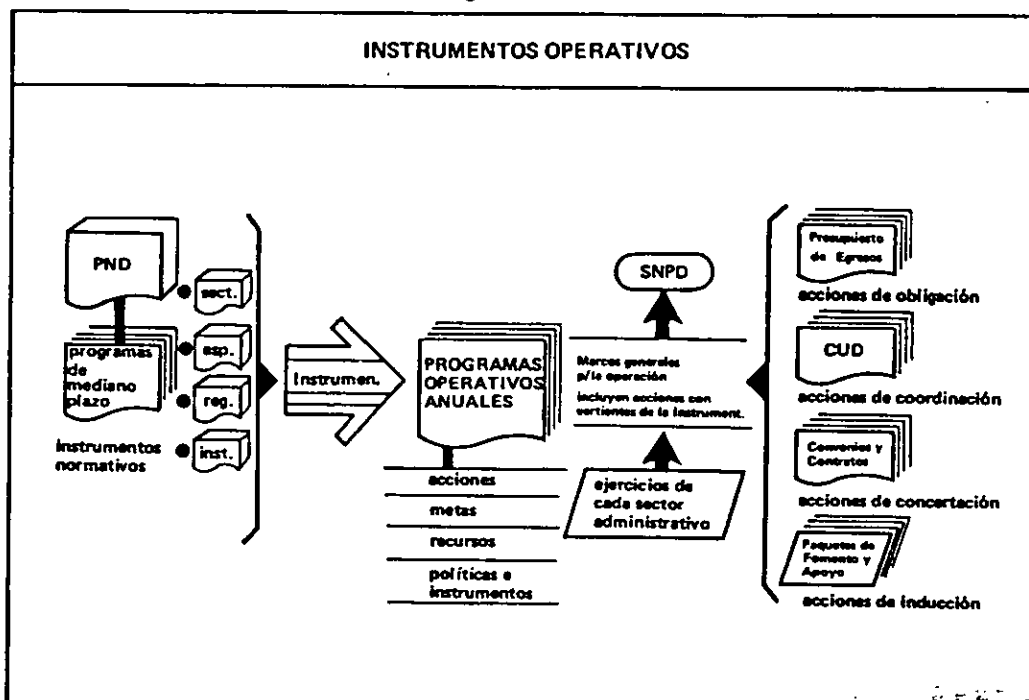 INSTRUMENTOS OPERATIVOS
PND
programas
de
mediano
plazo
instrumentos
normativos
sect.
esp.
reg.
inst.
Instrumen.
PROGRAMAS
OPERATIVOS
ANUALES
acciones
metas
recursos
políticas e
instrumentos
SNPD
Marcos generales
p/la operación
incluyen acciones con
vertientes de la Instrument.
ejercicios de
cada sector
administrativo
Presupuesto
de Egresos
acciones de obligación
CUD
acciones de coordinación
Convenios y
Contratos
acciones de concertación
Paquetes de
Fomento y
Apoyo
acciones de inducción